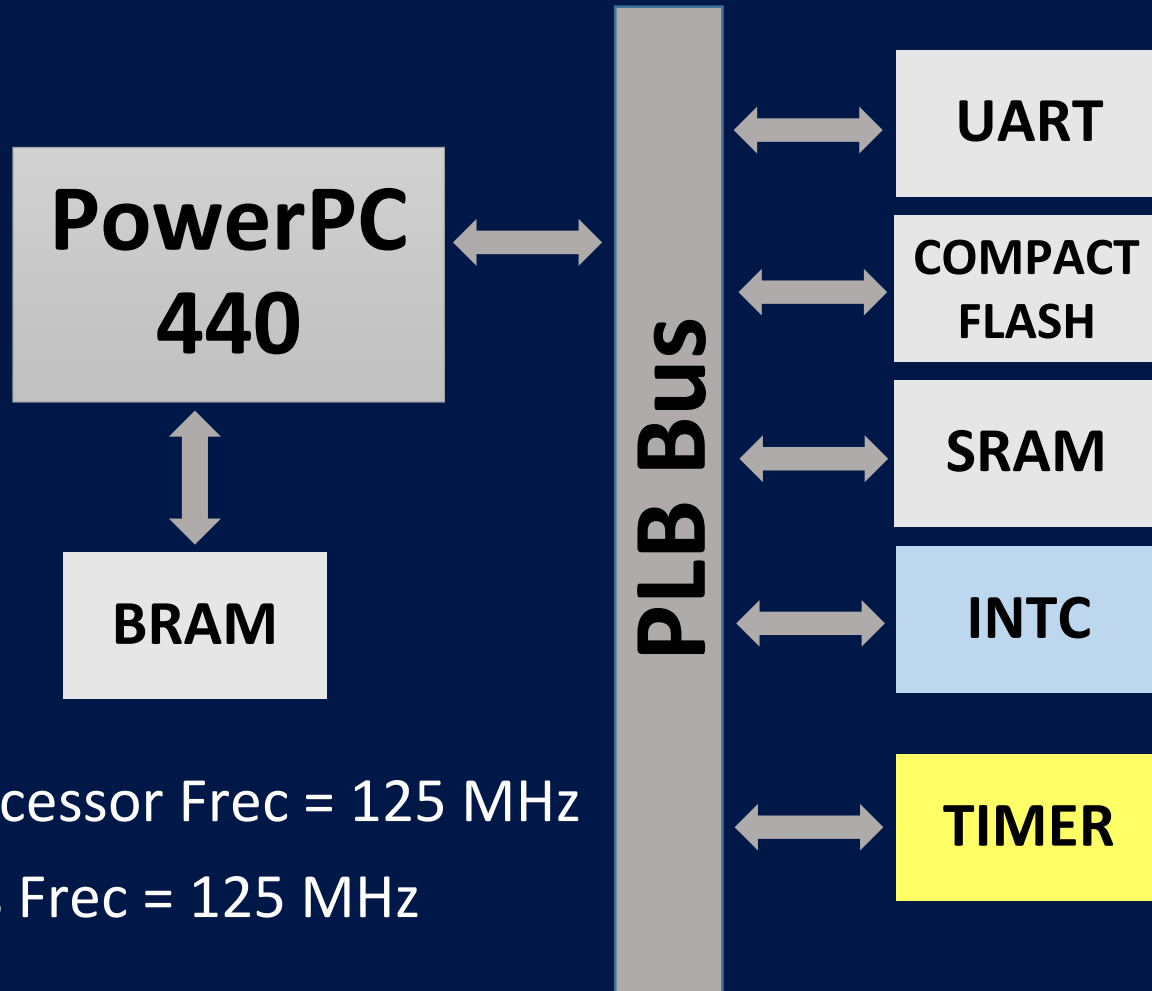 PowerPC
440
BRAM
PLB Bus
UART
COMPACT
FLASH
SRAM
INTC
TIMER
cessor Frec = 125 MHz
Frec = 125 MHz